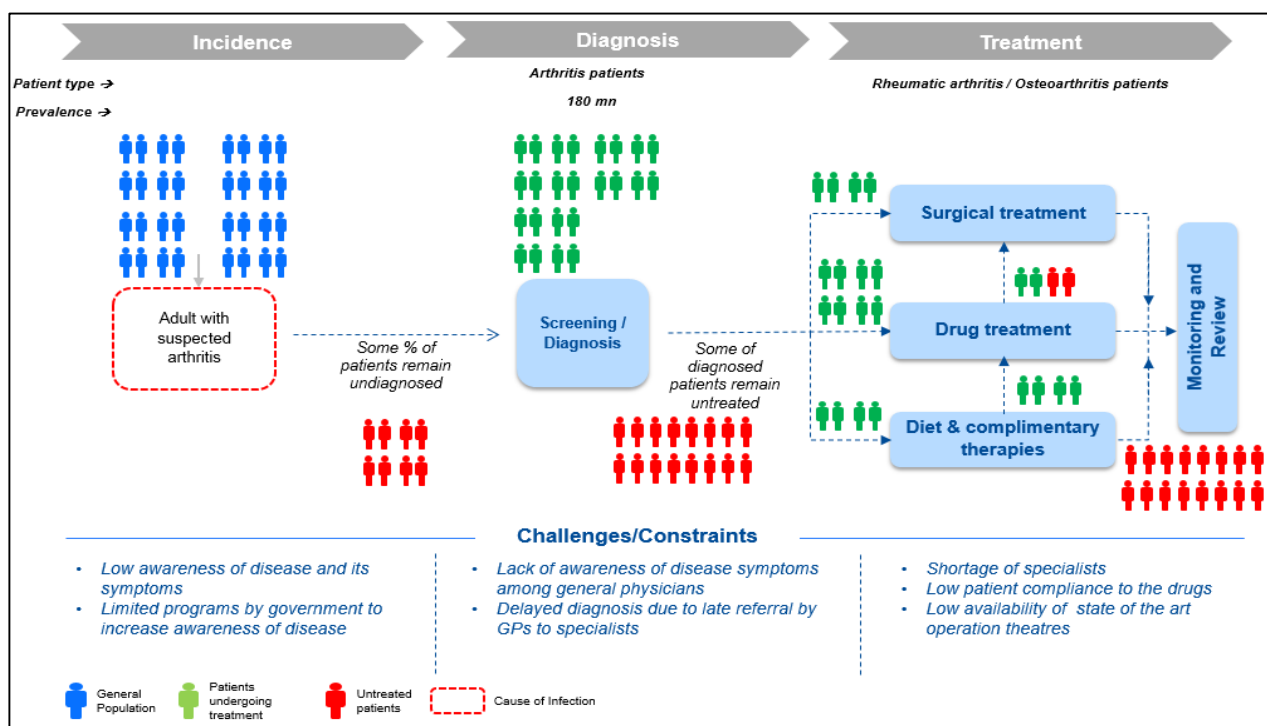 Incidence
Diagnosis
Treatment
Patient type →
Arthritis patients
Rheumatic arthritis / Osteoarthritis patients
Prevalence →
180 mn
Adult with
suspected
arthritis
Some % of
patients remain
undiagnosed
Screening /
Diagnosis
Some of
diagnosed
patients remain
untreated
Surgical treatment
Drug treatment
Diet & complimentary
therapies
Monitoring and
Review
Challenges/Constraints
• Low awareness of disease and its
symptoms
• Limited programs by government to
increase awareness of disease
• Lack of awareness of disease symptoms
among general physicians
• Delayed diagnosis due to late referral by
GPs to specialists
• Shortage of specialists
• Low patient compliance to the drugs
• Low availability of state of the art
operation theatres
General
Population
Patients
undergoing
treatment
Untreated
patients
Cause of Infection